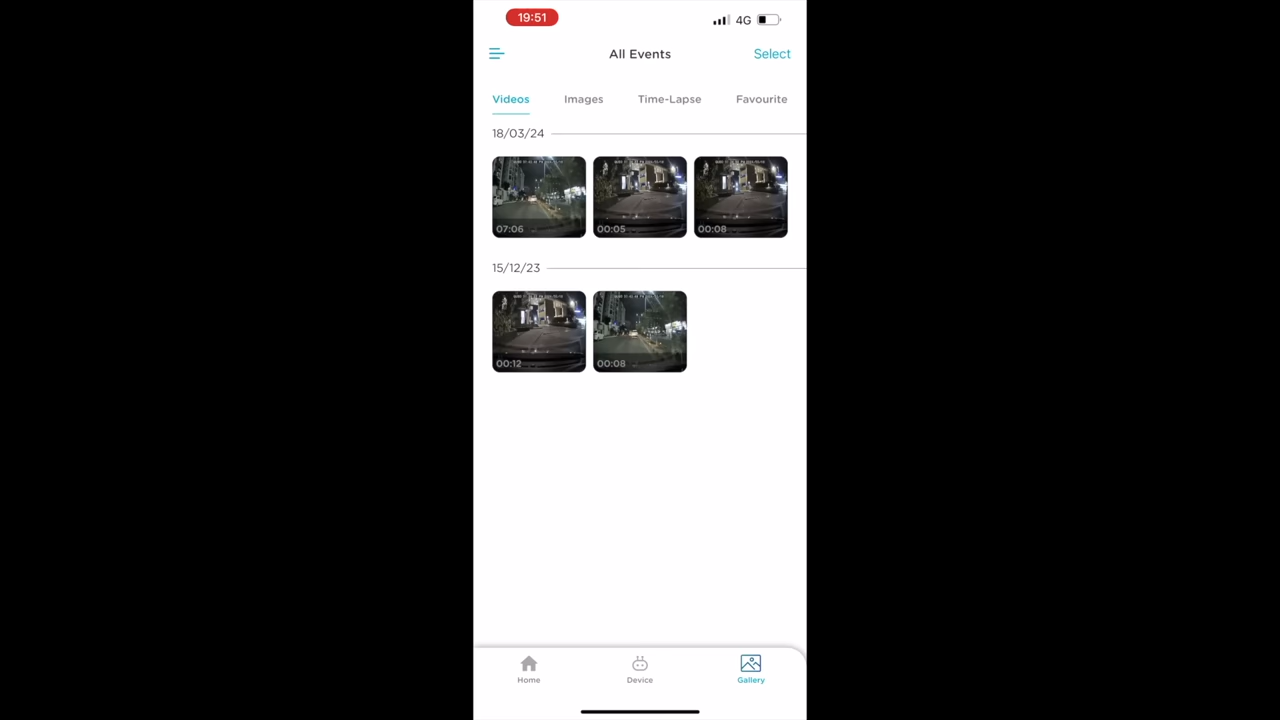 19:51
4G
All Events
Select
Videos
Images
Time-Lapse
Favourite
18/03/24
07:06
00:05
00:08
15/12/23
00:12
00:08
Home
Device
Gallery